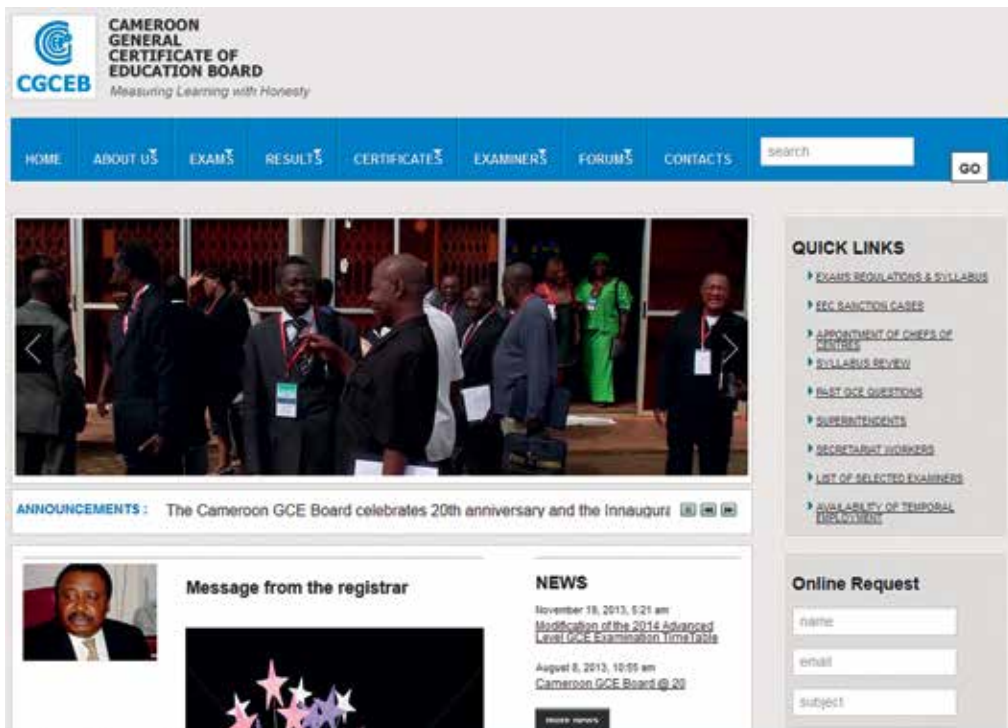 CGCEB
CAMEROON
GENERAL
CERTIFICATE OF
EDUCATION BOARD
Measuring Learning with Honesty
HOME ABOUT US EXAMS RESULTS CERTIFICATES EXAMINERS FORUMS CONTACTS search GO
QUICK LINKS
EXAMS REGULATIONS & SYLLABUS
EEC SANCTION CASES
APPOINTMENT OF CHEFS OF
CENTRES
SYLLABUS REVIEW
PAST GCE QUESTIONS
SUPERINTENDENTS
SECRETARIAT WORKERS
LIST OF SELECTED EXAMINERS
AVAILABILITY OF TEMPORAL
EMPLOYMENT
ANNOUNCEMENTS : The Cameroon GCE Board celebrates 20th anniversary and the Innaugura
Message from the registrar
NEWS
November 19, 2013, 5:21 am
Modification of the 2014 Advanced
Level GCE Examination TimeTable
August 8, 2013, 10:55 am
Cameroon GCE Board @ 20
more news
Online Request
name
email
subject